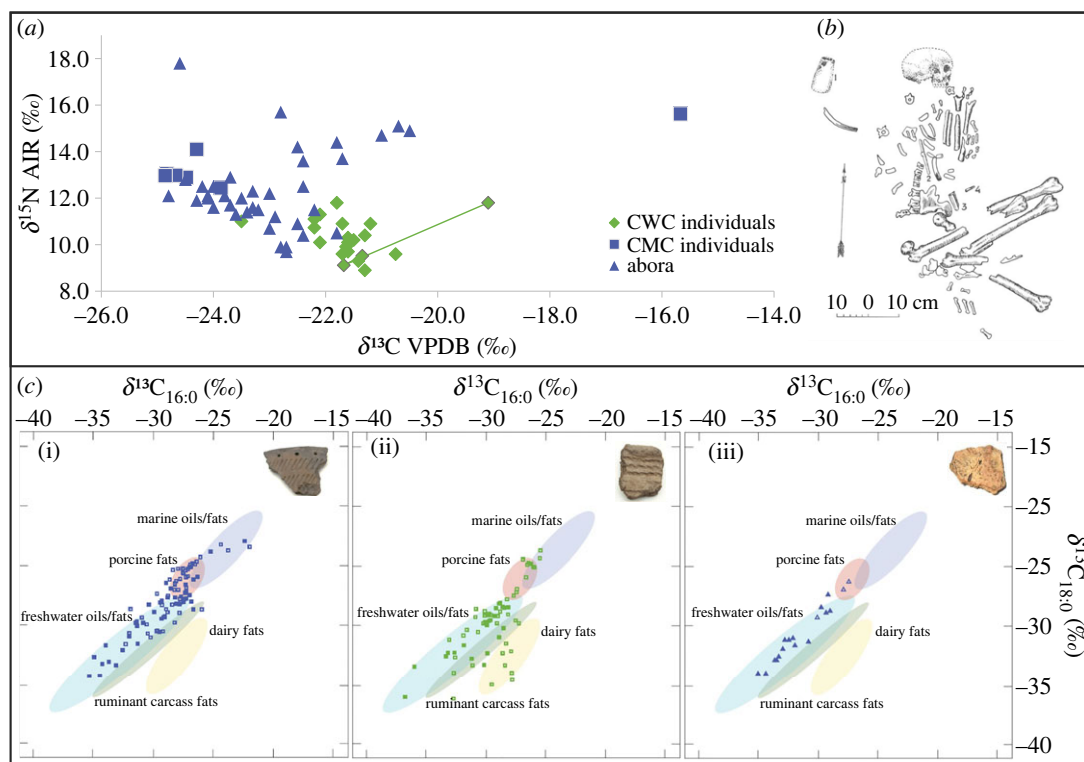 (a)
18.0
16.0
14.0
12.0
10.0
8.0
δ¹⁵N AIR (‰)
–26.0 –24.0 –22.0 –20.0 –18.0 –16.0 –14.0
δ¹³C VPDB (‰)
CWC individuals
CMC individuals
abora
(b)
1
2
3
4
N
10 0 10 cm
(c)
δ¹³C₁₆:₀ (‰) δ¹³C₁₆:₀ (‰) δ¹³C₁₆:₀ (‰)
–40 –35 –30 –25 –20 –15 –40 –35 –30 –25 –20 –15 –40 –35 –30 –25 –20 –15
(i)
marine oils/fats
porcine fats
freshwater oils/fats
dairy fats
ruminant carcass fats
(ii)
marine oils/fats
porcine fats
freshwater oils/fats
dairy fats
ruminant carcass fats
(iii)
marine oils/fats
porcine fats
freshwater oils/fats
dairy fats
ruminant carcass fats
–15
–25
–25
–30
–35
–40
δ¹³C₁₈:₀ (‰)